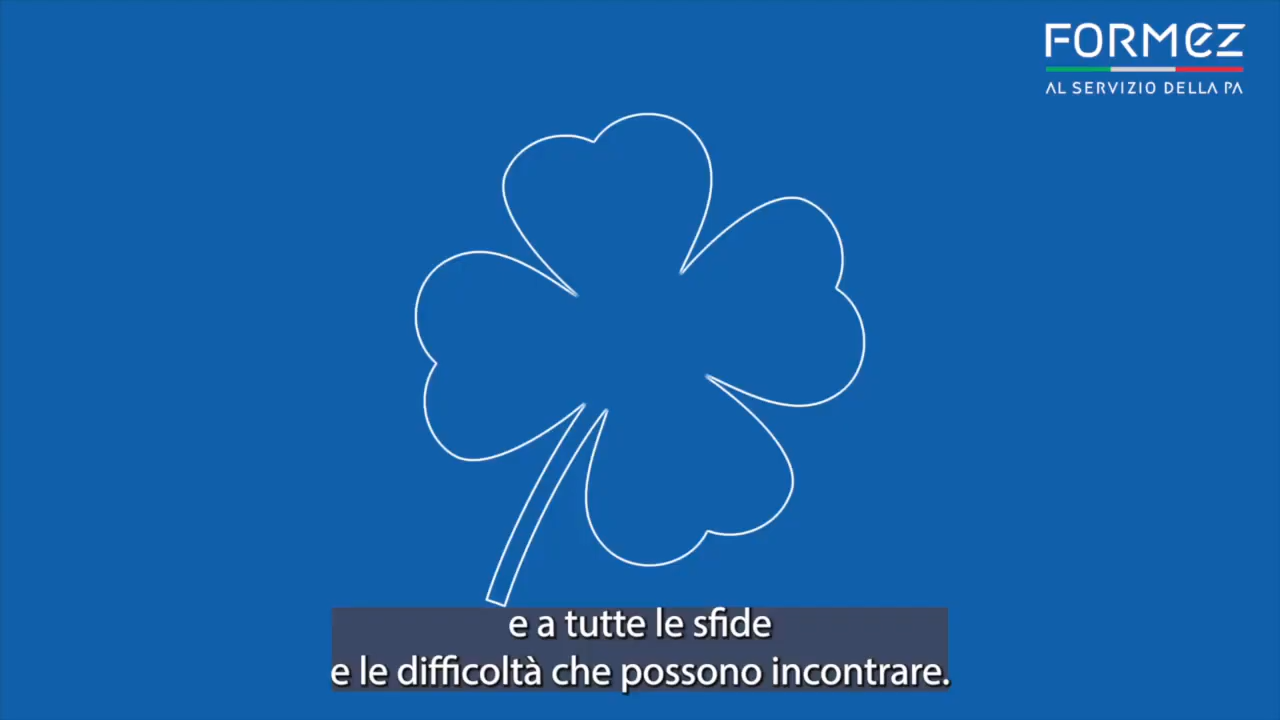 FORMEZ
AL SERVIZIO DELLA PA
e a tutte le sfide
e le difficoltà che possono incontrare.